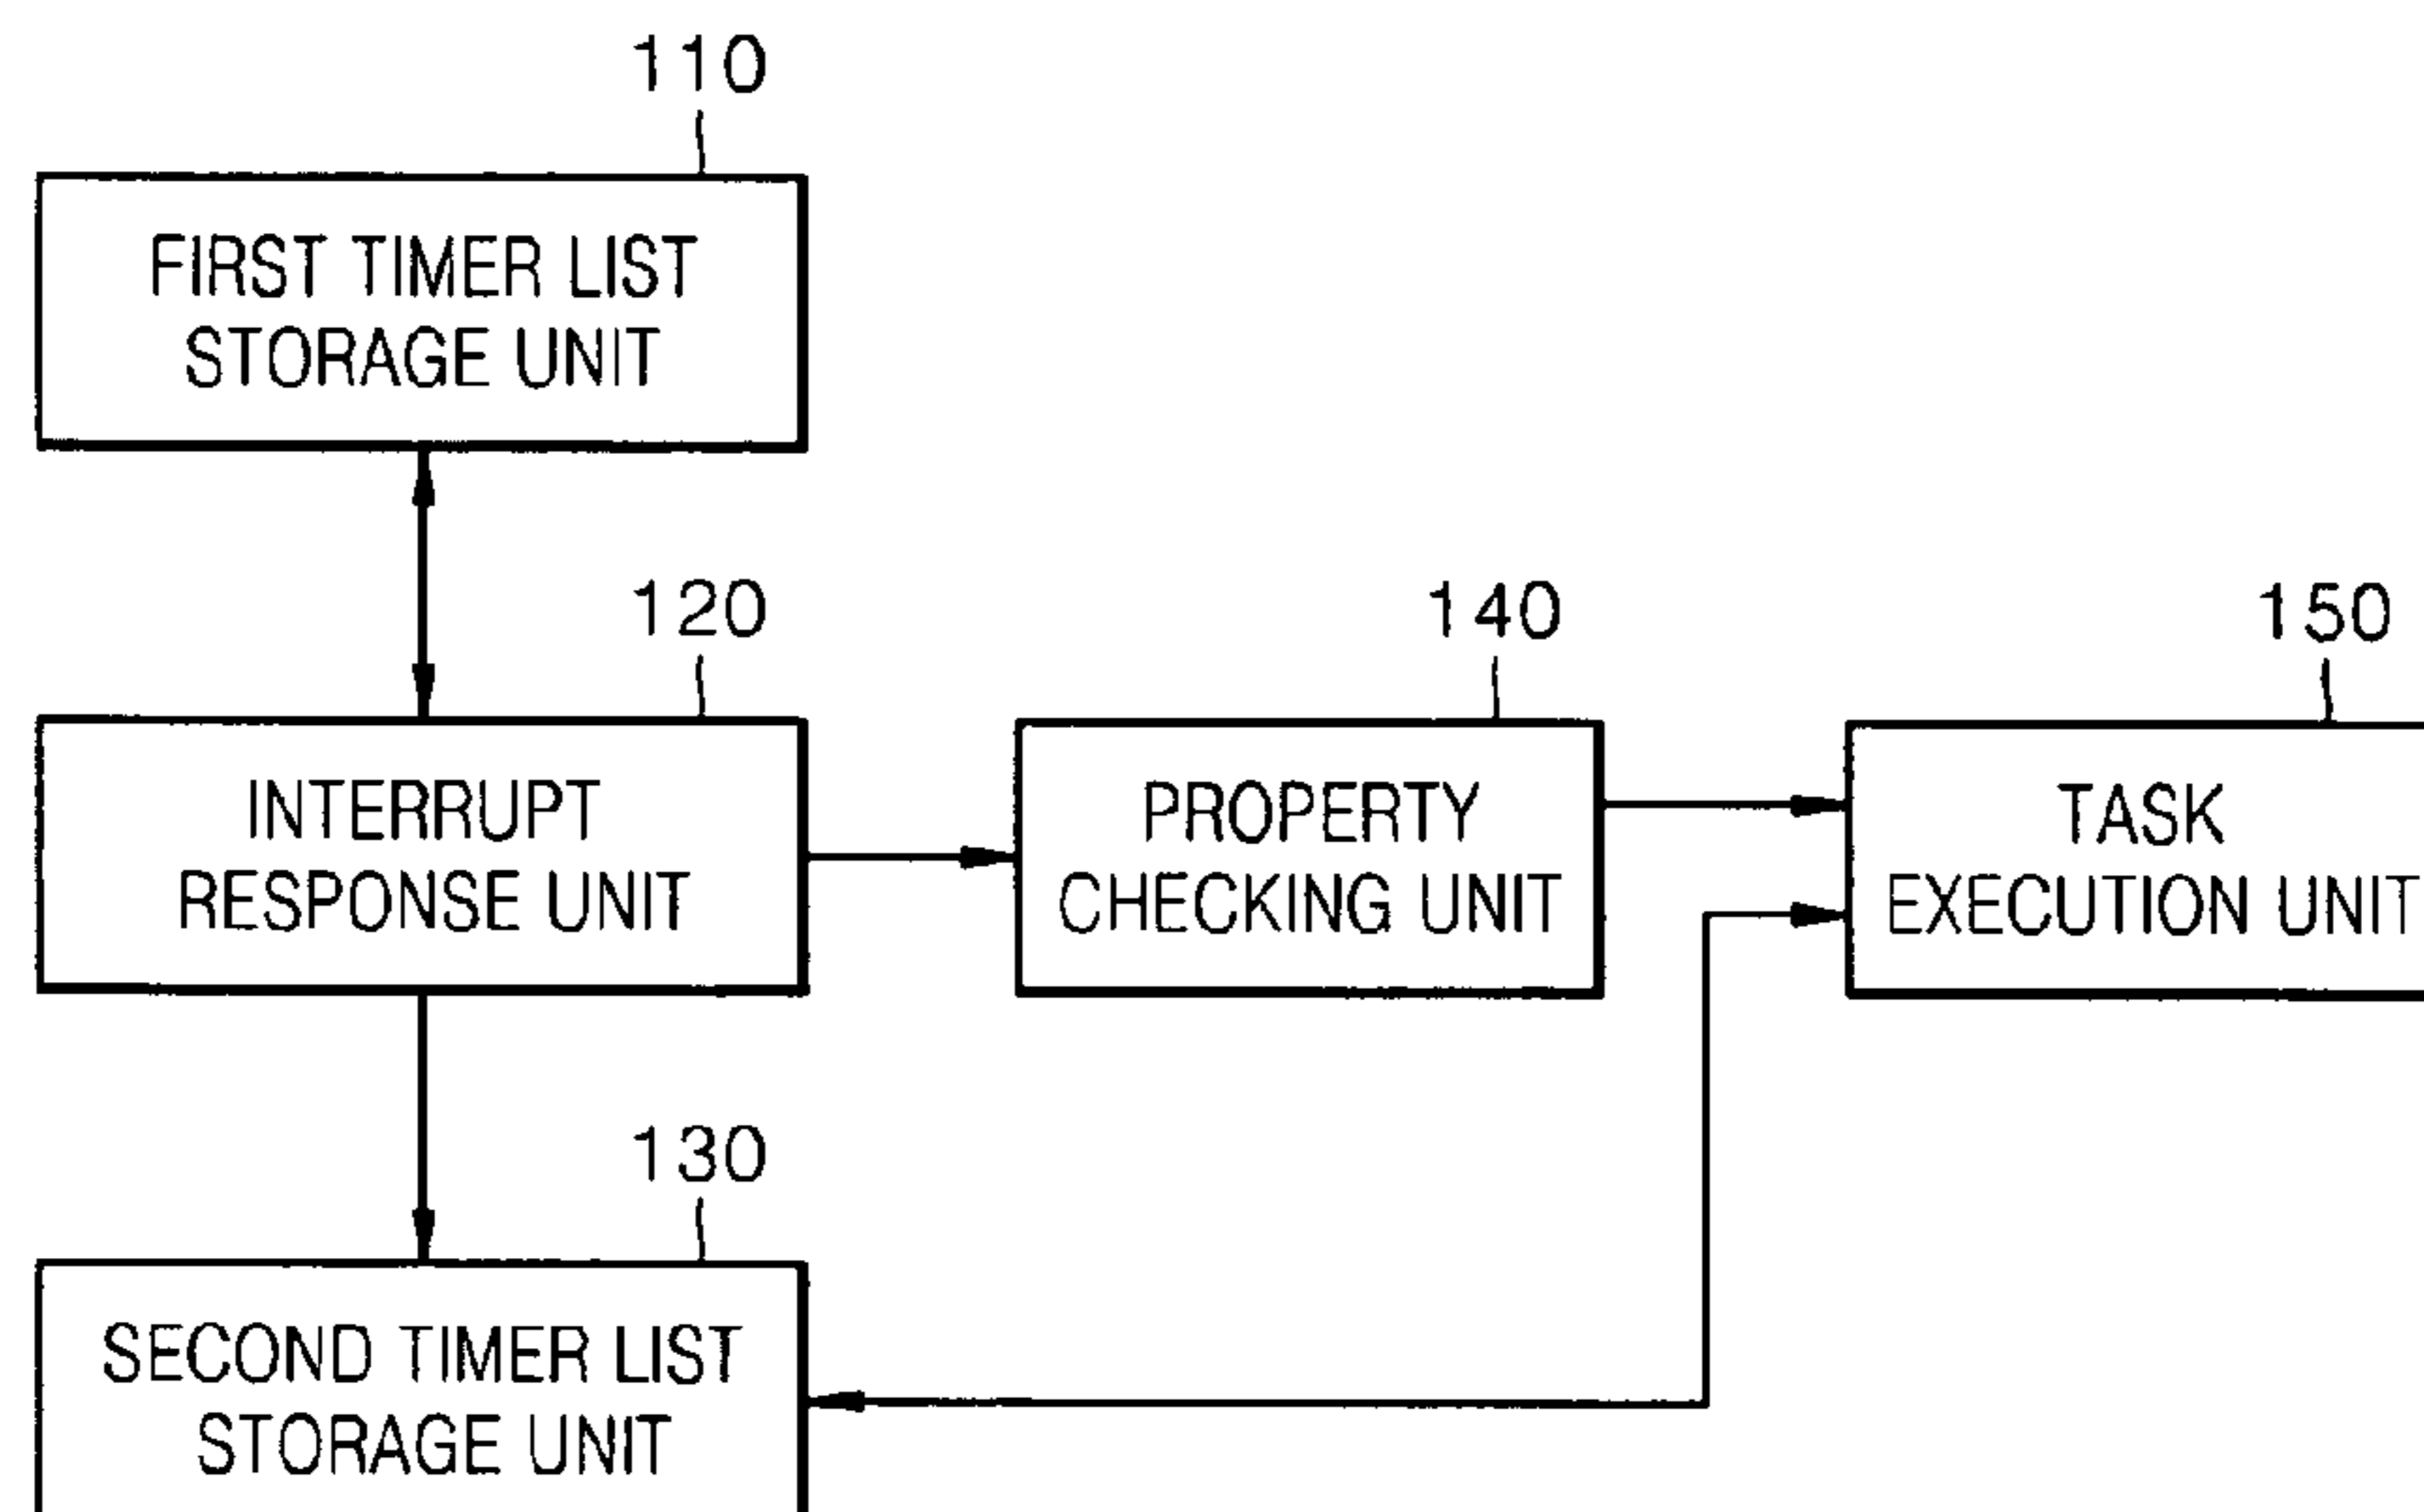 110
FIRST TIMER LIST
STORAGE UNIT
120
INTERRUPT
RESPONSE UNIT
140
PROPERTY
CHECKING UNIT
150
TASK
EXECUTION UNIT
130
SECOND TIMER LIST
STORAGE UNIT